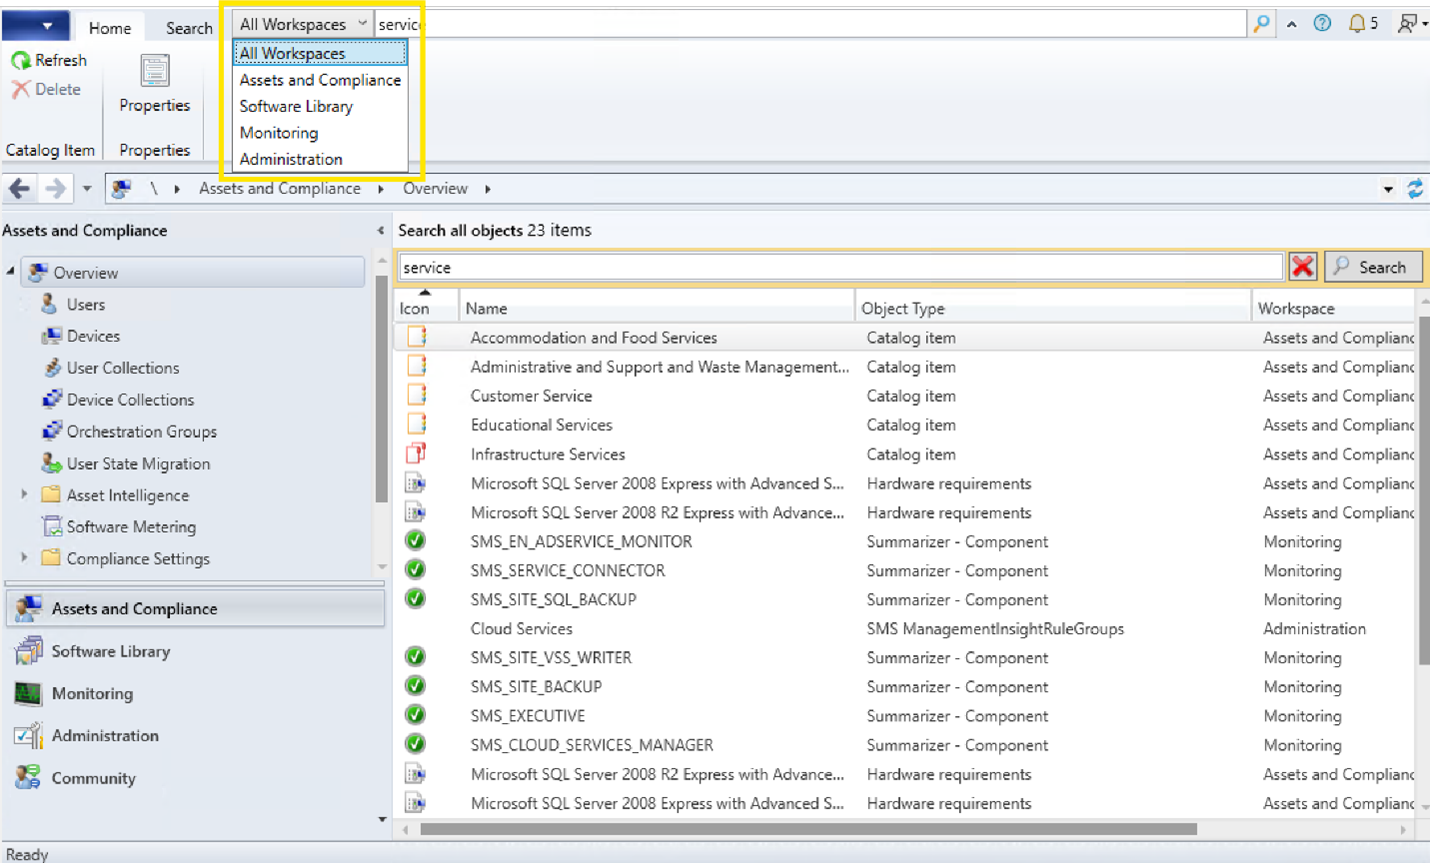 Home Search All Workspaces service 5
Refresh
Delete
Properties
Catalog Item Properties
All Workspaces
Assets and Compliance
Software Library
Monitoring
Administration
\ Assets and Compliance Overview
Assets and Compliance
Overview
Users
Devices
User Collections
Device Collections
Orchestration Groups
User State Migration
Asset Intelligence
Software Metering
Compliance Settings
Assets and Compliance
Software Library
Monitoring
Administration
Community
Search all objects 23 items
service Search
Icon Name Object Type Workspace
Accommodation and Food Services Catalog item Assets and Complianc
Administrative and Support and Waste Management... Catalog item Assets and Complianc
Customer Service Catalog item Assets and Complianc
Educational Services Catalog item Assets and Complianc
Infrastructure Services Catalog item Assets and Complianc
Microsoft SQL Server 2008 Express with Advanced S... Hardware requirements Assets and Complianc
Microsoft SQL Server 2008 R2 Express with Advance... Hardware requirements Assets and Complianc
SMS_EN_ADSERVICE_MONITOR Summarizer - Component Monitoring
SMS_SERVICE_CONNECTOR Summarizer - Component Monitoring
SMS_SITE_SQL_BACKUP Summarizer - Component Monitoring
Cloud Services SMS ManagementInsightRuleGroups Administration
SMS_SITE_VSS_WRITER Summarizer - Component Monitoring
SMS_SITE_BACKUP Summarizer - Component Monitoring
SMS_EXECUTIVE Summarizer - Component Monitoring
SMS_CLOUD_SERVICES_MANAGER Summarizer - Component Monitoring
Microsoft SQL Server 2008 R2 Express with Advance... Hardware requirements Assets and Complianc
Microsoft SQL Server 2008 Express with Advanced S... Hardware requirements Assets and Complianc
Ready